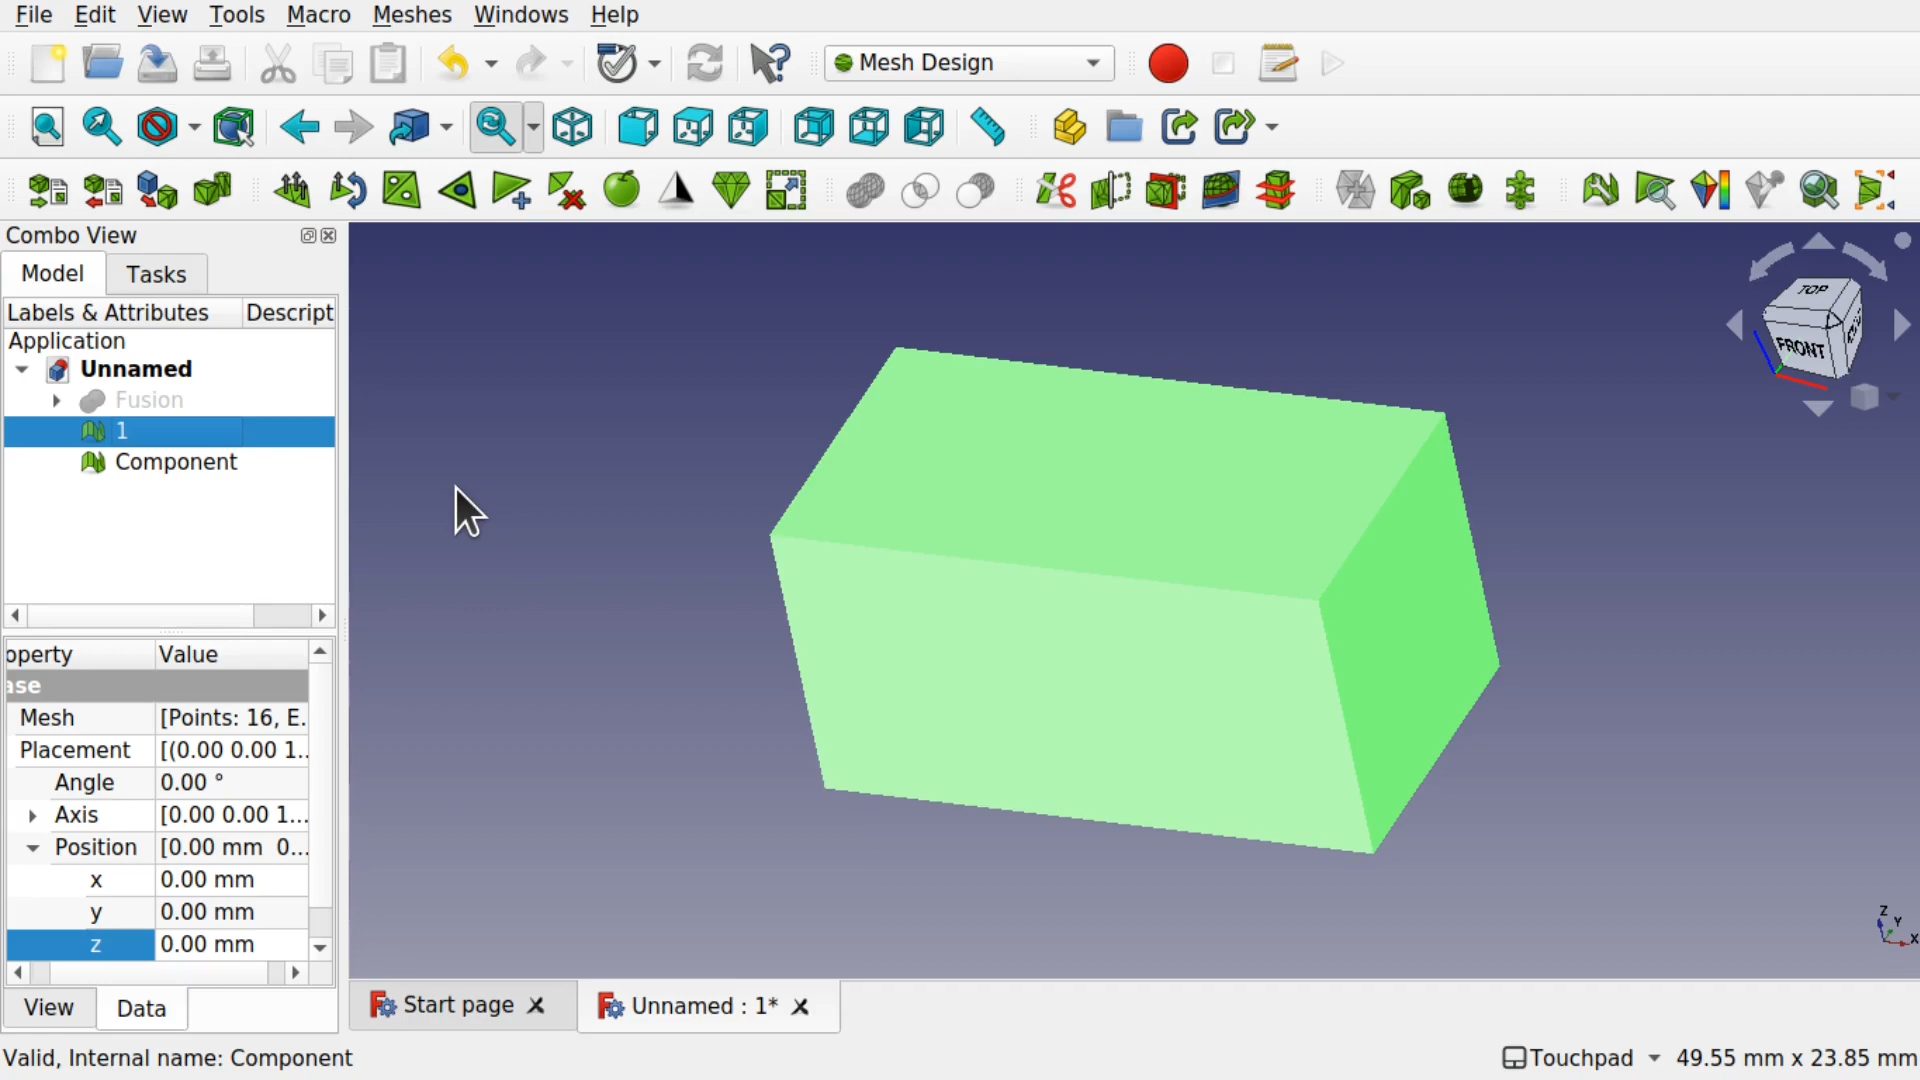 File Edit View Tools Macro Meshes Windows Help
Mesh Design
Combo View
Model Tasks
Labels & Attributes Descript
Application
Unnamed
Fusion
1
Component
operty Value
ase
Mesh [Points: 16, E.
Placement [(0.00 0.00 1..
Angle 0.00 °
Axis [0.00 0.00 1...
Position [0.00 mm 0...
x 0.00 mm
y 0.00 mm
z 0.00 mm
View Data
TOP
FRONT
Z
Y
X
Start page
Unnamed : 1*
Valid, Internal name: Component
Touchpad 49.55 mm x 23.85 mm